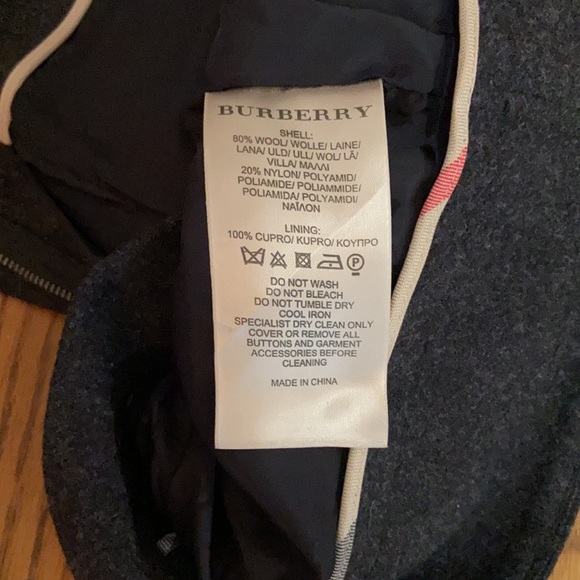 BURBERRY
SHELL:
80% WOOL/ WOLLE/ LAINE/
LANA/ ULD/ ULL/ WOL/ LÃ/
VILLA/ ΜΑΛΛΙ
20% NYLON/ POLYAMID/
POLIAMIDE/ POLIAMMIDE/
POLIAMIDA/ POLYAMIDI/
ΝΑΪΛΟΝ
LINING:
100% CUPRO/ KUPRO/ ΚΟΥΠΡΟ
P
DO NOT WASH
DO NOT BLEACH
DO NOT TUMBLE DRY
COOL IRON
SPECIALIST DRY CLEAN ONLY
COVER OR REMOVE ALL
BUTTONS AND GARMENT
ACCESSORIES BEFORE
CLEANING
MADE IN CHINA